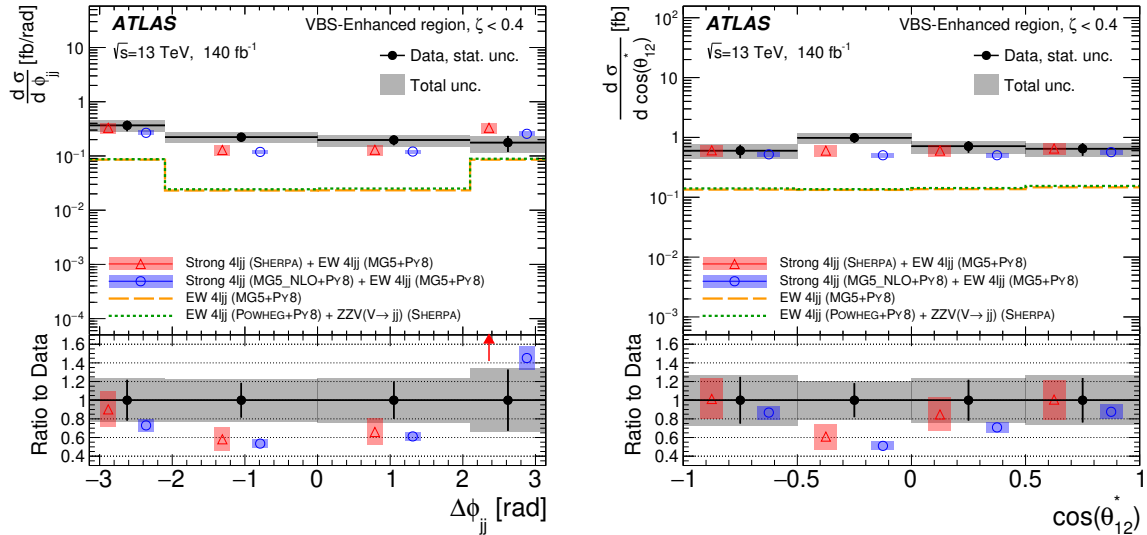 ATLAS
VBS-Enhanced region, ζ < 0.4
√s=13 TeV, 140 fb⁻¹
Data, stat. unc.
Total unc.
d σ / d ϕjj [fb/rad]
10
1
10⁻¹
10⁻²
10⁻³
10⁻⁴
Strong 4ljj (SHERPA) + EW 4ljj (MG5+PY8)
Strong 4ljj (MG5_NLO+PY8) + EW 4ljj (MG5+PY8)
EW 4ljj (MG5+PY8)
EW 4ljj (POWHEG+PY8) + ZZV(V→ jj) (SHERPA)
Ratio to Data
1.6
1.4
1.2
1
0.8
0.6
0.4
−3 −2 −1 0 1 2 3
Δϕjj [rad]
ATLAS
VBS-Enhanced region, ζ < 0.4
√s=13 TeV, 140 fb⁻¹
Data, stat. unc.
Total unc.
d σ / d cos(θ*12) [fb]
10²
10
1
10⁻¹
10⁻²
10⁻³
Strong 4ljj (SHERPA) + EW 4ljj (MG5+PY8)
Strong 4ljj (MG5_NLO+PY8) + EW 4ljj (MG5+PY8)
EW 4ljj (MG5+PY8)
EW 4ljj (POWHEG+PY8) + ZZV(V→ jj) (SHERPA)
Ratio to Data
1.6
1.4
1.2
1
0.8
0.6
0.4
−1 −0.5 0 0.5 1
cos(θ*12)